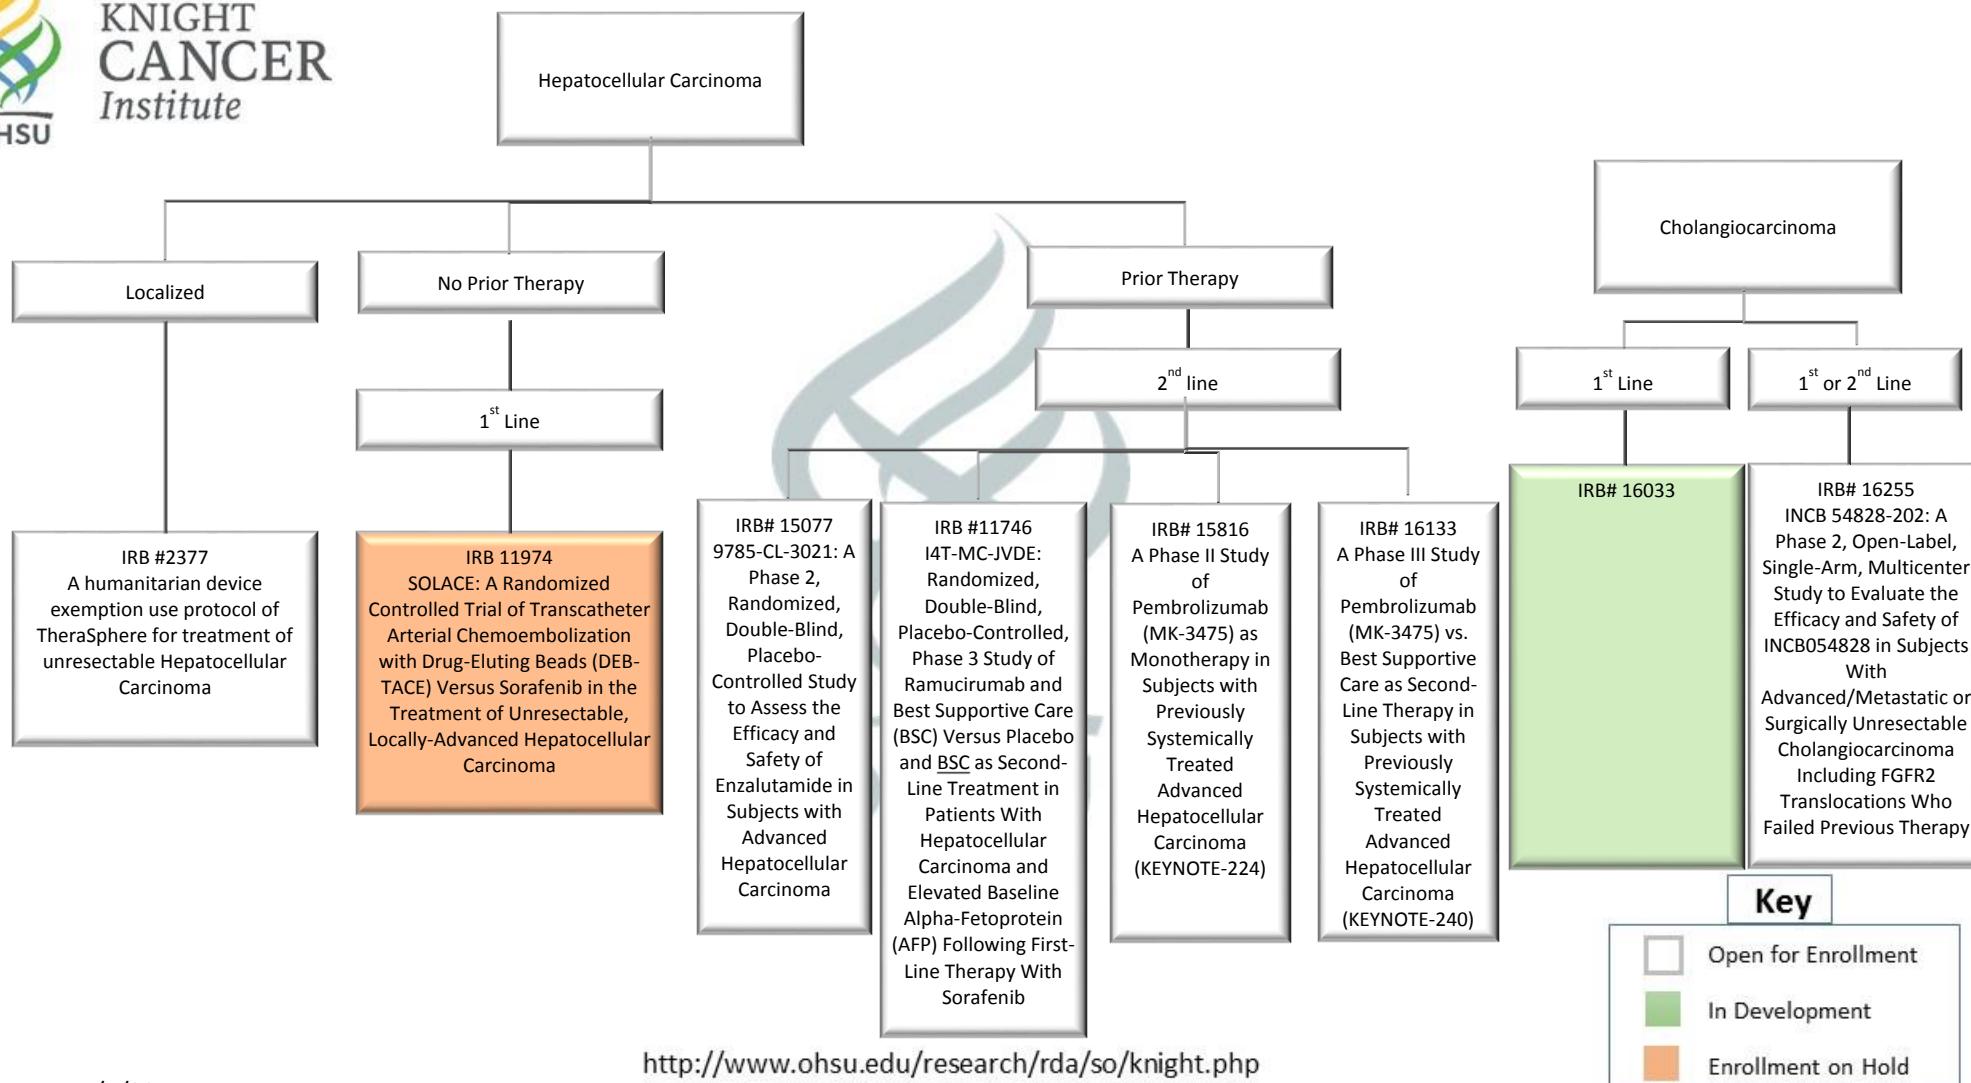 KNIGHT
CANCER
Institute
HSU
Hepatocellular Carcinoma
Cholangiocarcinoma
Localized
No Prior Therapy
Prior Therapy
1st Line
2nd line
1st Line
1st or 2nd Line
IRB #2377
A humanitarian device
exemption use protocol of
TheraSphere for treatment of
unresectable Hepatocellular
Carcinoma
IRB 11974
SOLACE: A Randomized
Controlled Trial of Transcatheter
Arterial Chemoembolization
with Drug-Eluting Beads (DEB-
TACE) Versus Sorafenib in the
Treatment of Unresectable,
Locally-Advanced Hepatocellular
Carcinoma
IRB# 15077
9785-CL-3021: A
Phase 2,
Randomized,
Double-Blind,
Placebo-
Controlled Study
to Assess the
Efficacy and
Safety of
Enzalutamide in
Subjects with
Advanced
Hepatocellular
Carcinoma
IRB #11746
I4T-MC-JVDE:
Randomized,
Double-Blind,
Placebo-Controlled,
Phase 3 Study of
Ramucirumab and
Best Supportive Care
(BSC) Versus Placebo
and BSC as Second-
Line Treatment in
Patients With
Hepatocellular
Carcinoma and
Elevated Baseline
Alpha-Fetoprotein
(AFP) Following First-
Line Therapy With
Sorafenib
IRB# 15816
A Phase II Study
of
Pembrolizumab
(MK-3475) as
Monotherapy in
Subjects with
Previously
Systemically
Treated
Advanced
Hepatocellular
Carcinoma
(KEYNOTE-224)
IRB# 16133
A Phase III Study
of
Pembrolizumab
(MK-3475) vs.
Best Supportive
Care as Second-
Line Therapy in
Subjects with
Previously
Systemically
Treated
Advanced
Hepatocellular
Carcinoma
(KEYNOTE-240)
IRB# 16033
IRB# 16255
INCB 54828-202: A
Phase 2, Open-Label,
Single-Arm, Multicenter
Study to Evaluate the
Efficacy and Safety of
INCB054828 in Subjects
With
Advanced/Metastatic or
Surgically Unresectable
Cholangiocarcinoma
Including FGFR2
Translocations Who
Failed Previous Therapy
Key
Open for Enrollment
In Development
Enrollment on Hold
http://www.ohsu.edu/research/rda/so/knight.php